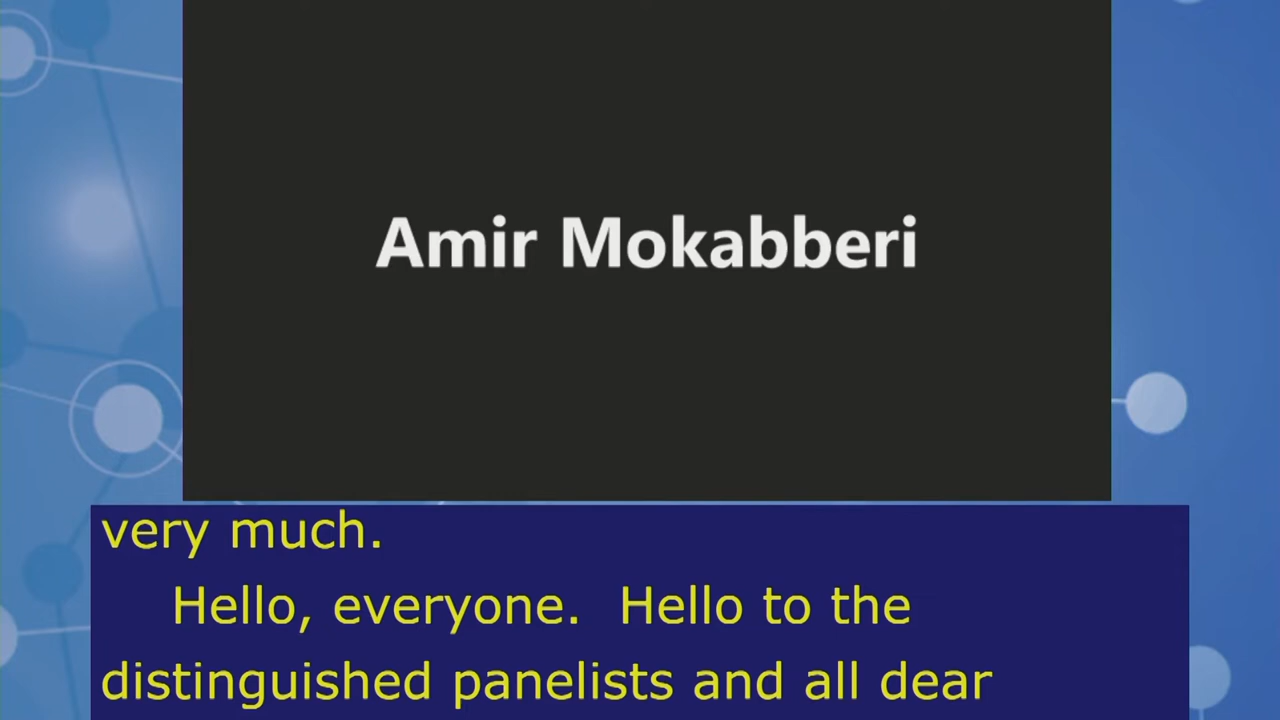 Amir Mokabberi
very much.
Hello, everyone.  Hello to the
distinguished panelists and all dear